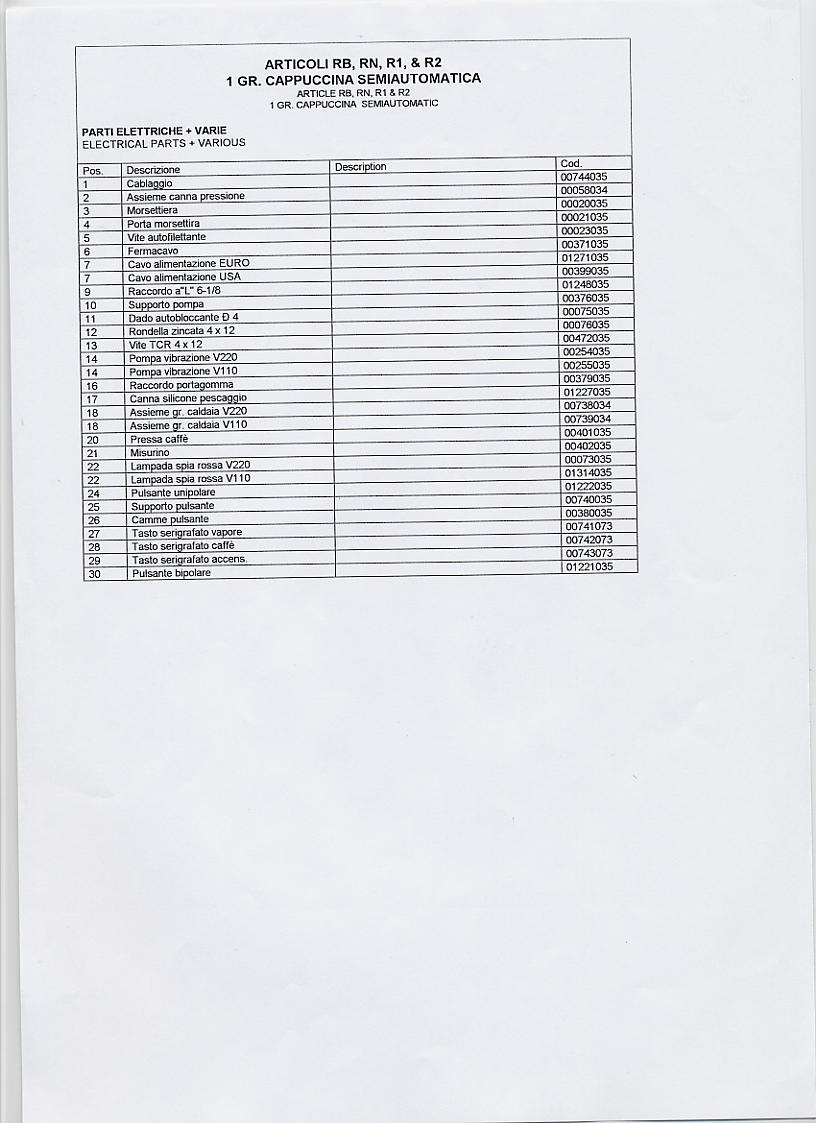 ARTICOLI RB, RN, R1, & R2
1 GR. CAPPUCCINA SEMIAUTOMATICA
ARTICLE RB, RN, R1 & R2
1 GR. CAPPUCCINA SEMIAUTOMATIC
PARTI ELETTRICHE + VARIE
ELECTRICAL PARTS + VARIOUS
Pos. Descrizione Description Cod.
1 Cablaggio 00744035
2 Assieme canna pressione 00058034
3 Morsettiera 00020035
4 Porta morsettira 00021035
5 Vite autofilettante 00023035
6 Fermacavo 00371035
7 Cavo alimentazione EURO 01271035
7 Cavo alimentazione USA 00399035
9 Raccordo a"L" 6-1/8 01248035
10 Supporto pompa 00376035
11 Dado autobloccante Ð 4 00075035
12 Rondella zincata 4 x 12 00076035
13 Vite TCR 4 x 12 00472035
14 Pompa vibrazione V220 00254035
14 Pompa vibrazione V110 00255035
16 Raccordo portagomma 00379035
17 Canna silicone pescaggio 01227035
18 Assieme gr. caldaia V220 00738034
18 Assieme gr. caldaia V110 00739034
20 Pressa caffè 00401035
21 Misurino 00402035
22 Lampada spia rossa V220 00073035
22 Lampada spia rossa V110 01314035
24 Pulsante unipolare 01222035
25 Supporto pulsante 00740035
26 Camme pulsante 00380035
27 Tasto serigrafato vapore 00741073
28 Tasto serigrafato caffè 00742073
29 Tasto serigrafato accens. 00743073
30 Pulsante bipolare 01221035